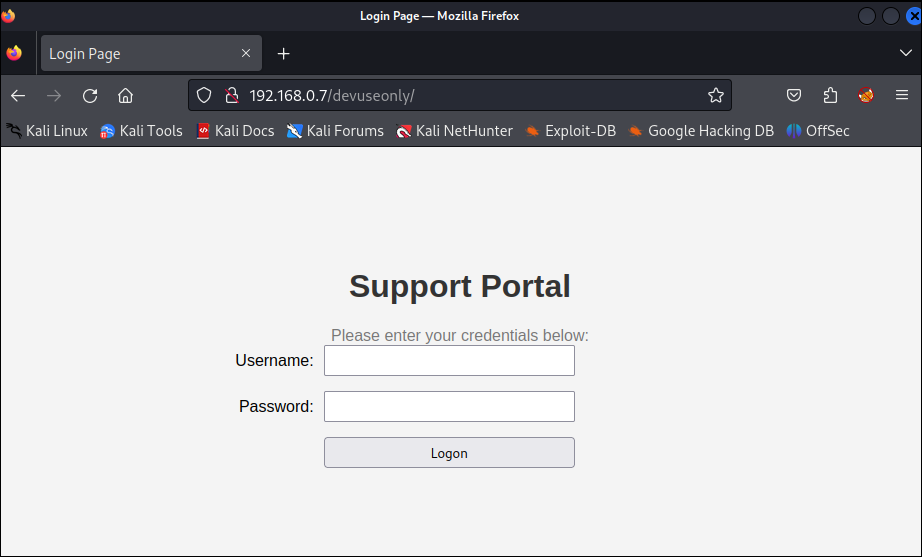 Login Page — Mozilla Firefox
Login Page
192.168.0.7/devuseonly/
Kali Linux Kali Tools Kali Docs Kali Forums Kali NetHunter Exploit-DB Google Hacking DB OffSec
Support Portal
Please enter your credentials below:
Username:
Password:
Logon